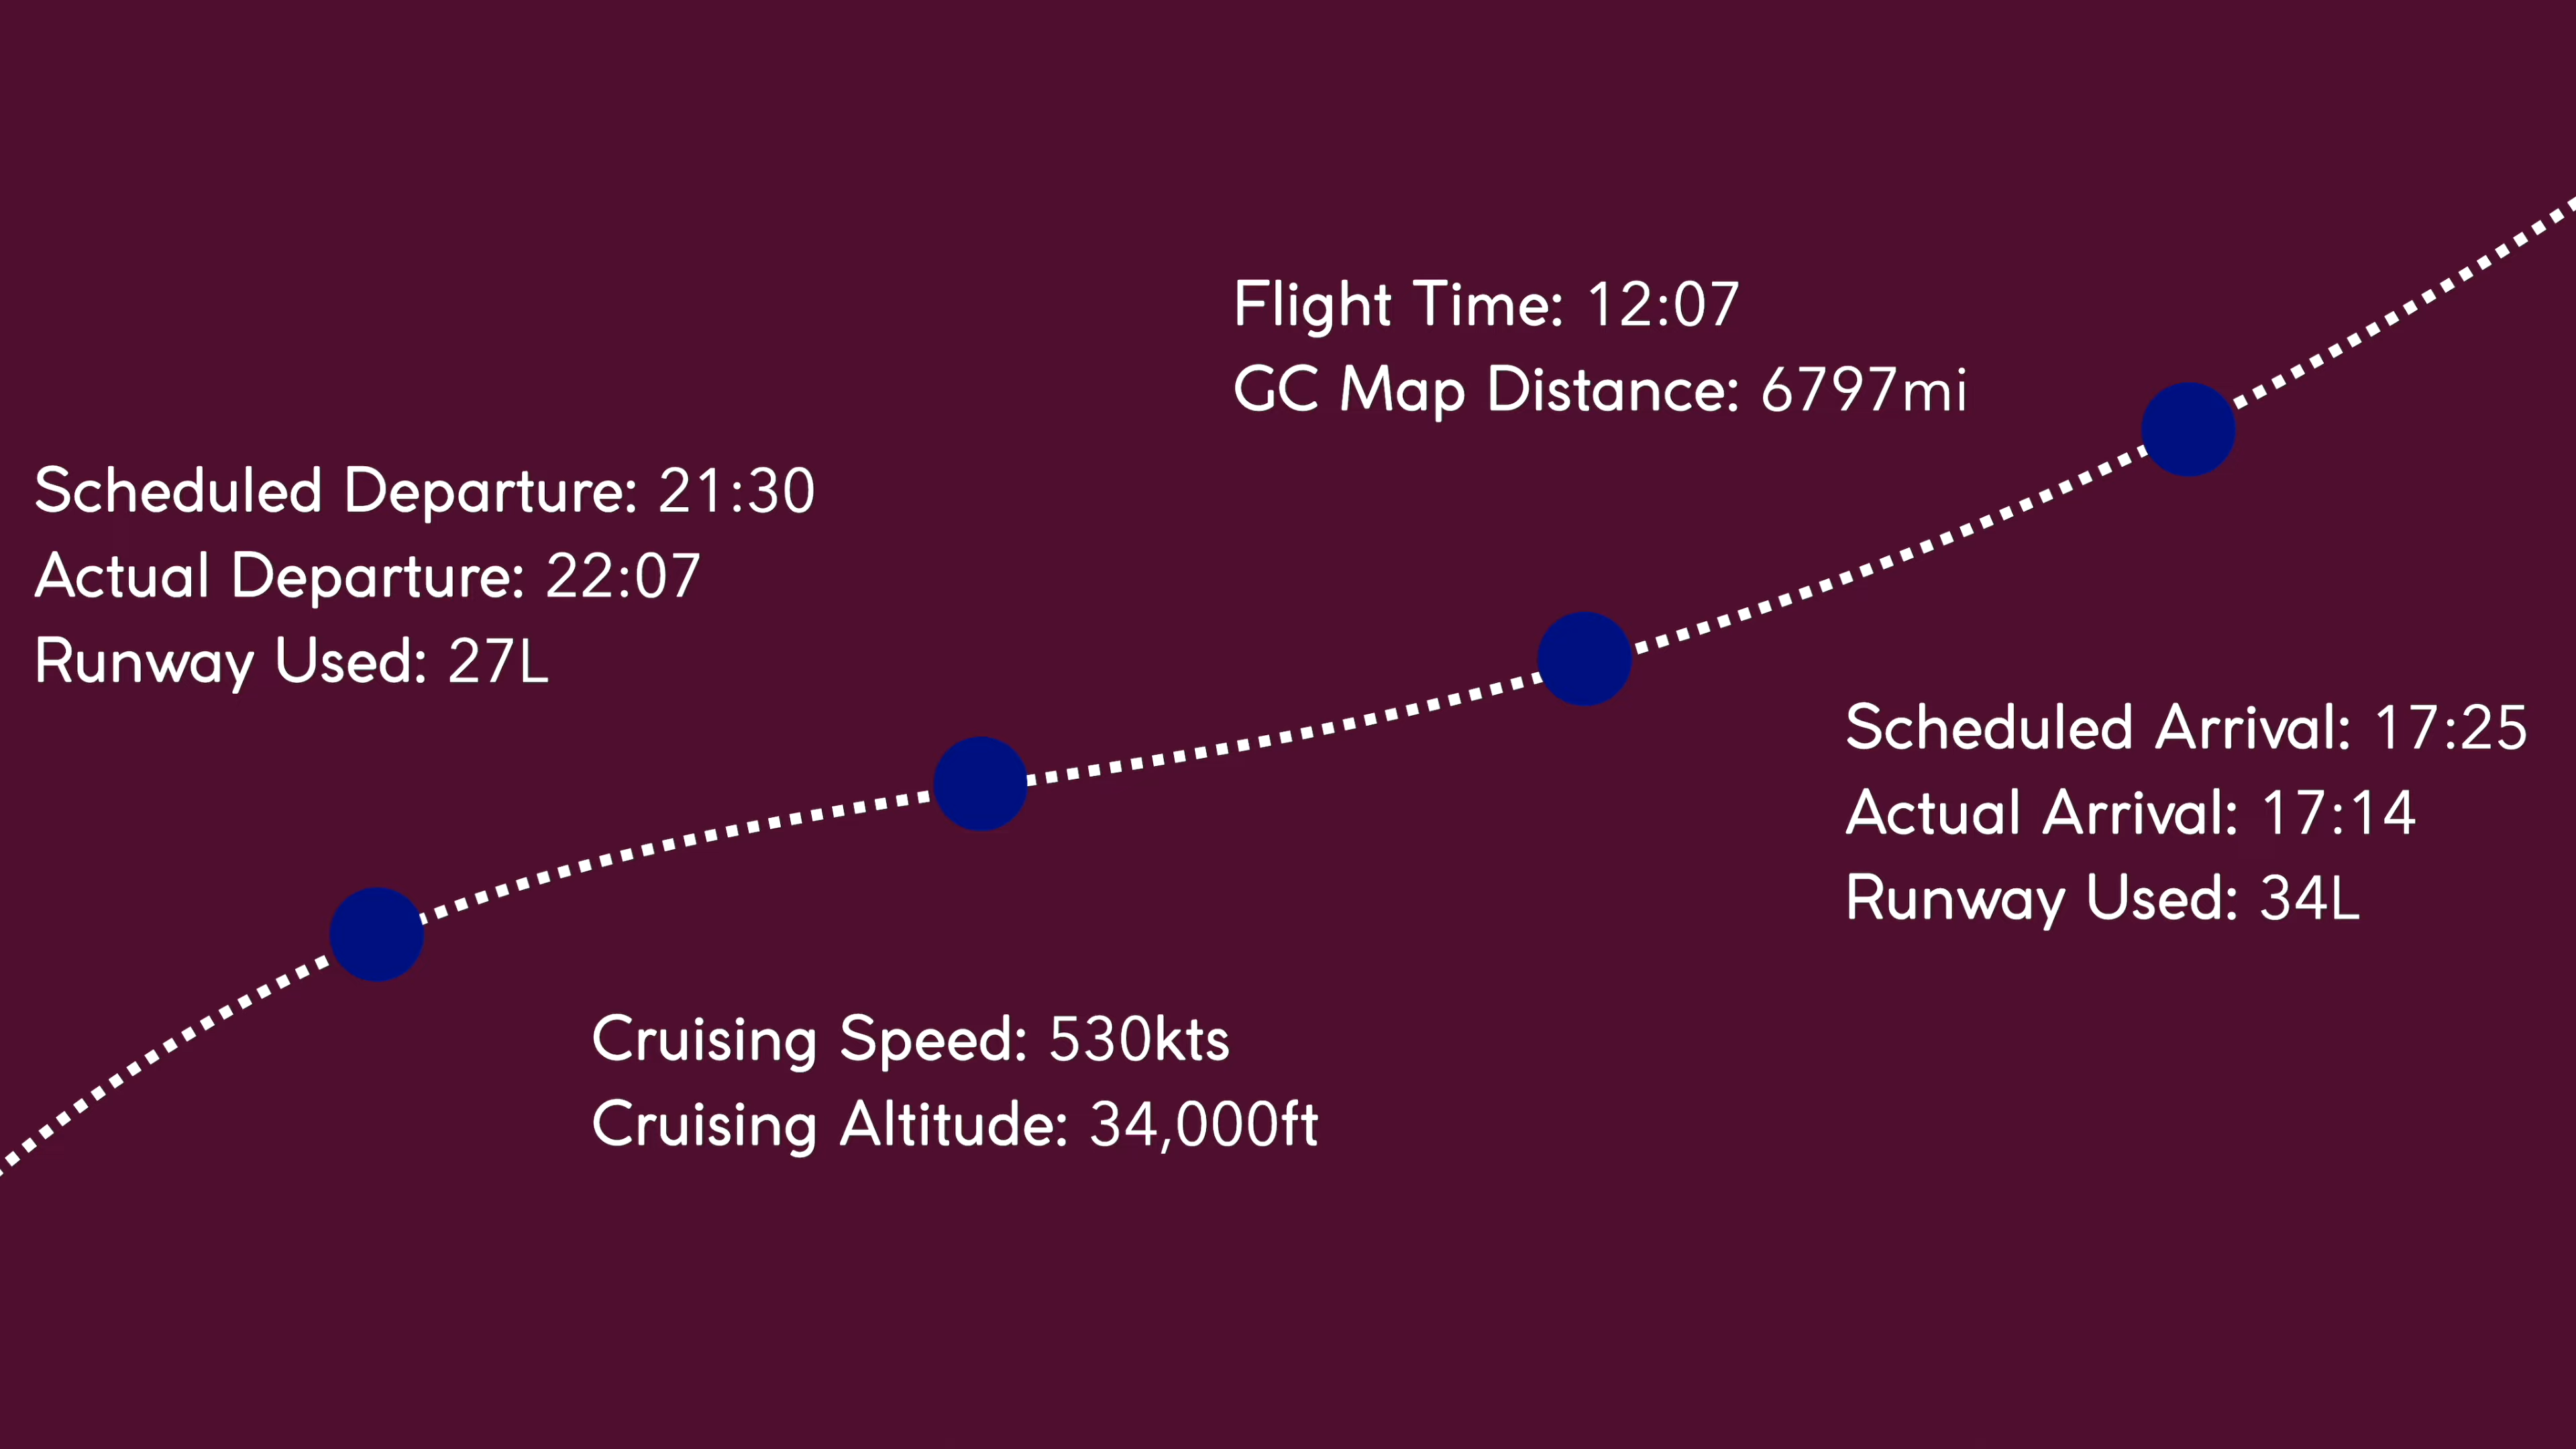 Scheduled Departure: 21:30
Actual Departure: 22:07
Runway Used: 27L
Cruising Speed: 530kts
Cruising Altitude: 34,000ft
Flight Time: 12:07
GC Map Distance: 6797mi
Scheduled Arrival: 17:25
Actual Arrival: 17:14
Runway Used: 34L